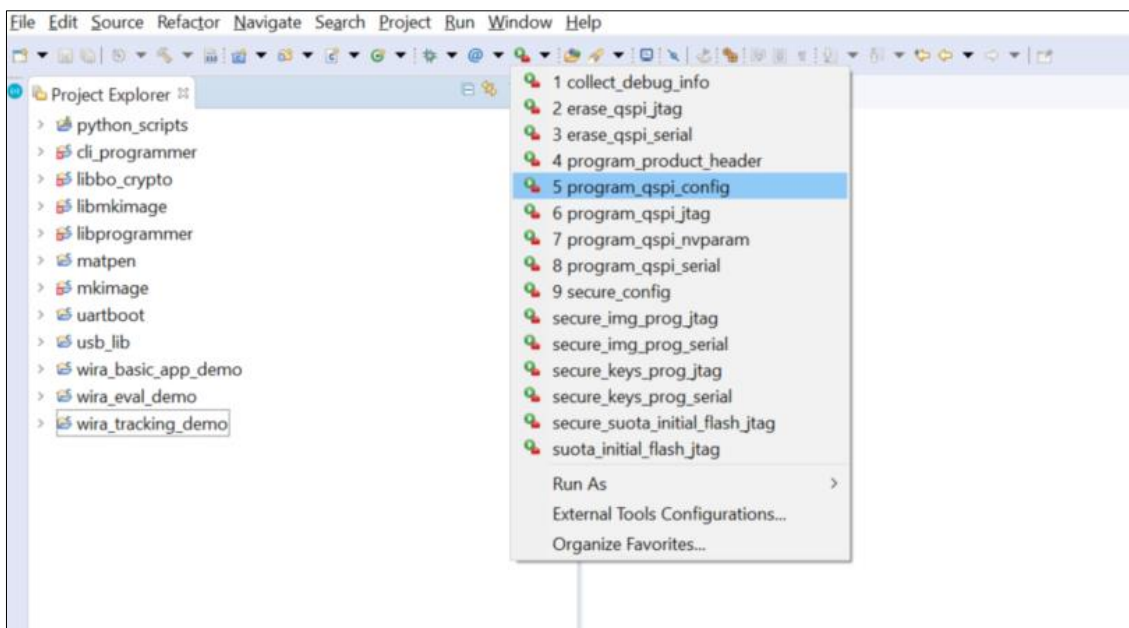 File Edit Source Refactor Navigate Search Project Run Window Help
Project Explorer
python_scripts
cli_programmer
libbo_crypto
libmkimage
libprogrammer
matpen
mkimage
uartboot
usb_lib
wira_basic_app_demo
wira_eval_demo
wira_tracking_demo
1 collect_debug_info
2 erase_qspi_jtag
3 erase_qspi_serial
4 program_product_header
5 program_qspi_config
6 program_qspi_jtag
7 program_qspi_nvparam
8 program_qspi_serial
9 secure_config
secure_img_prog_jtag
secure_img_prog_serial
secure_keys_prog_jtag
secure_keys_prog_serial
secure_suota_initial_flash_jtag
suota_initial_flash_jtag
Run As
External Tools Configurations...
Organize Favorites...